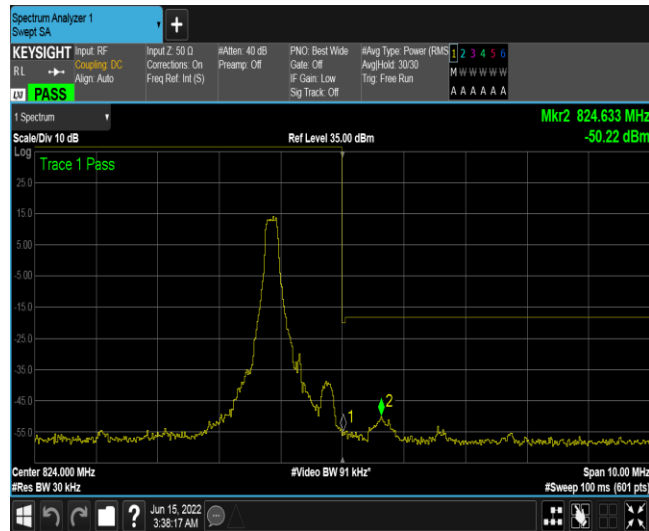 Spectrum Analyzer 1
Swept SA
+
KEYSIGHT
RL
LXI PASS
Input: RF
Coupling: DC
Align: Auto
Input Z: 50 Ω
Corrections: On
Freq Ref: Int (S)
#Atten: 40 dB
Preamp: Off
PNO: Best Wide
Gate: Off
IF Gain: Low
Sig Track: Off
#Avg Type: Power (RMS
Avg|Hold: 30/30
Trig: Free Run
1 2 3 4 5 6
M W W W W W
A A A A A A
1 Spectrum
Mkr2 824.633 MHz
Scale/Div 10 dB
Ref Level 35.00 dBm
-50.22 dBm
Log
Trace 1 Pass
25.0
15.0
5.00
-5.00
-15.0
-25.0
-35.0
-45.0
-55.0
1
2
Center 824.000 MHz
#Video BW 91 kHz*
Span 10.00 MHz
#Res BW 30 kHz
#Sweep 100 ms (601 pts)
?
Jun 15, 2022
3:38:17 AM